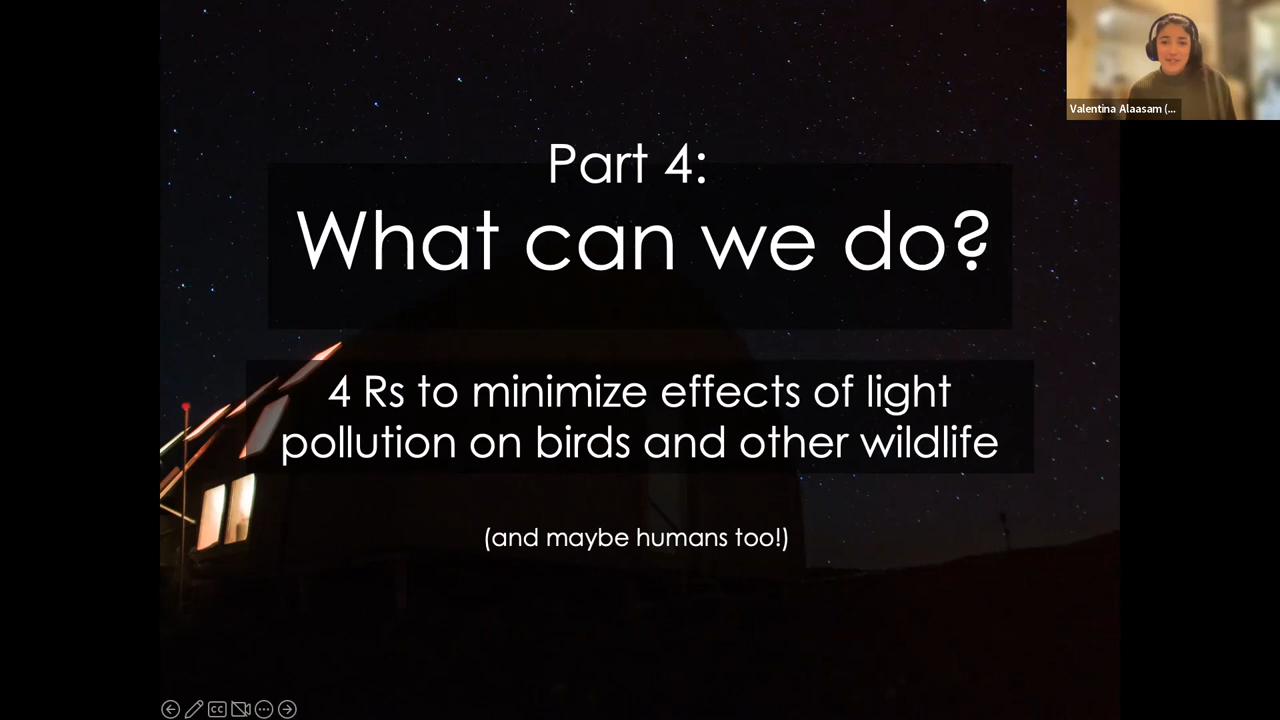 Valentina Alaasam (...
Part 4:
What can we do?
4 Rs to minimize effects of light
pollution on birds and other wildlife
(and maybe humans too!)
CC